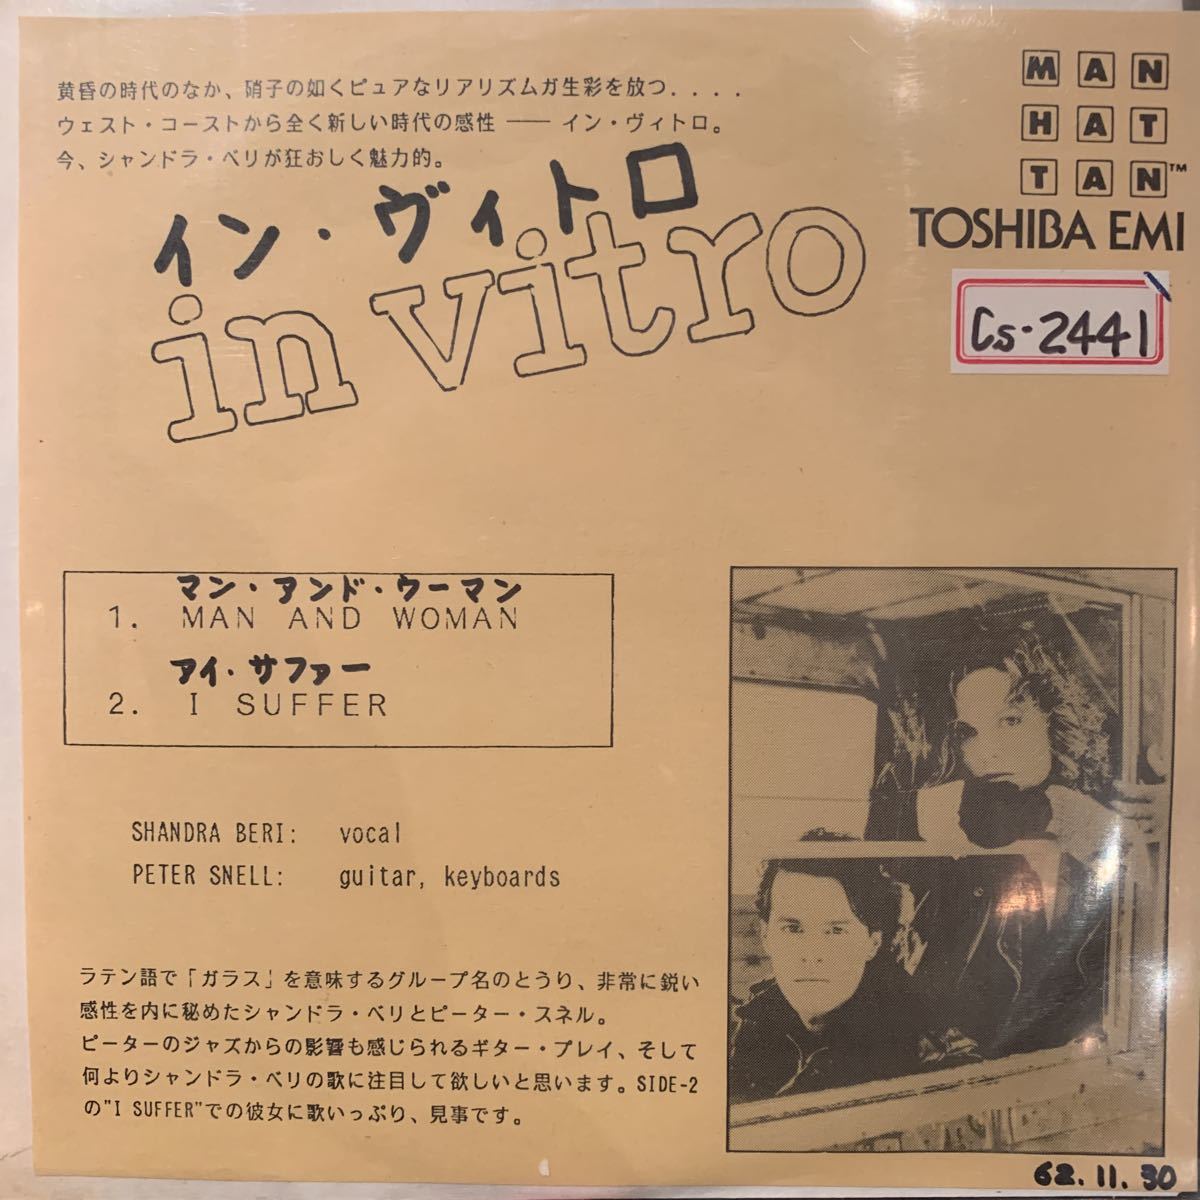 黄昏の時代のなか、硝子の如くピュアなリアリズムガ生彩を放つ....
ウェスト・コーストから全く新しい時代の感性 ―― イン・ヴィトロ。
今、シャンドラ・ベリが狂おしく魅力的。
MAN
HAT
TAN™
TOSHIBA EMI
Cs-2441
イン・ヴィトロ
in vitro
マン・アンド・ウーマン
1. MAN AND WOMAN
アイ・サファー
2. I SUFFER
SHANDRA BERI: vocal
PETER SNELL: guitar, keyboards
ラテン語で「ガラス」を意味するグループ名のとうり、非常に鋭い
感性を内に秘めたシャンドラ・ベリとピーター・スネル。
ピーターのジャズからの影響も感じられるギター・プレイ、そして
何よりシャンドラ・ベリの歌に注目して欲しいと思います。SIDE-2
の"I SUFFER"での彼女に歌いっぷり、見事です。
62.11.30